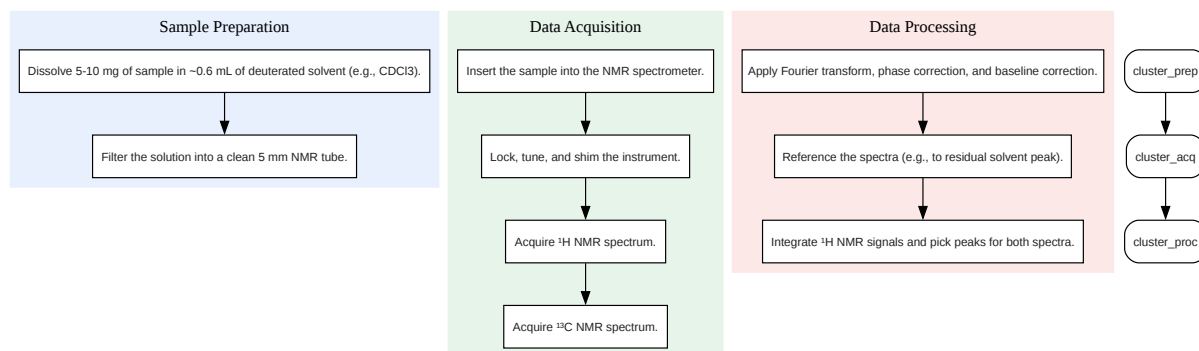 Sample Preparation
Dissolve 5-10 mg of sample in ~0.6 mL of deuterated solvent (e.g., CDCl3).
Filter the solution into a clean 5 mm NMR tube.
Data Acquisition
Insert the sample into the NMR spectrometer.
Lock, tune, and shim the instrument.
Acquire ¹H NMR spectrum.
Acquire ¹³C NMR spectrum.
Data Processing
Apply Fourier transform, phase correction, and baseline correction.
Reference the spectra (e.g., to residual solvent peak).
Integrate ¹H NMR signals and pick peaks for both spectra.
cluster_prep
cluster_acq
cluster_proc